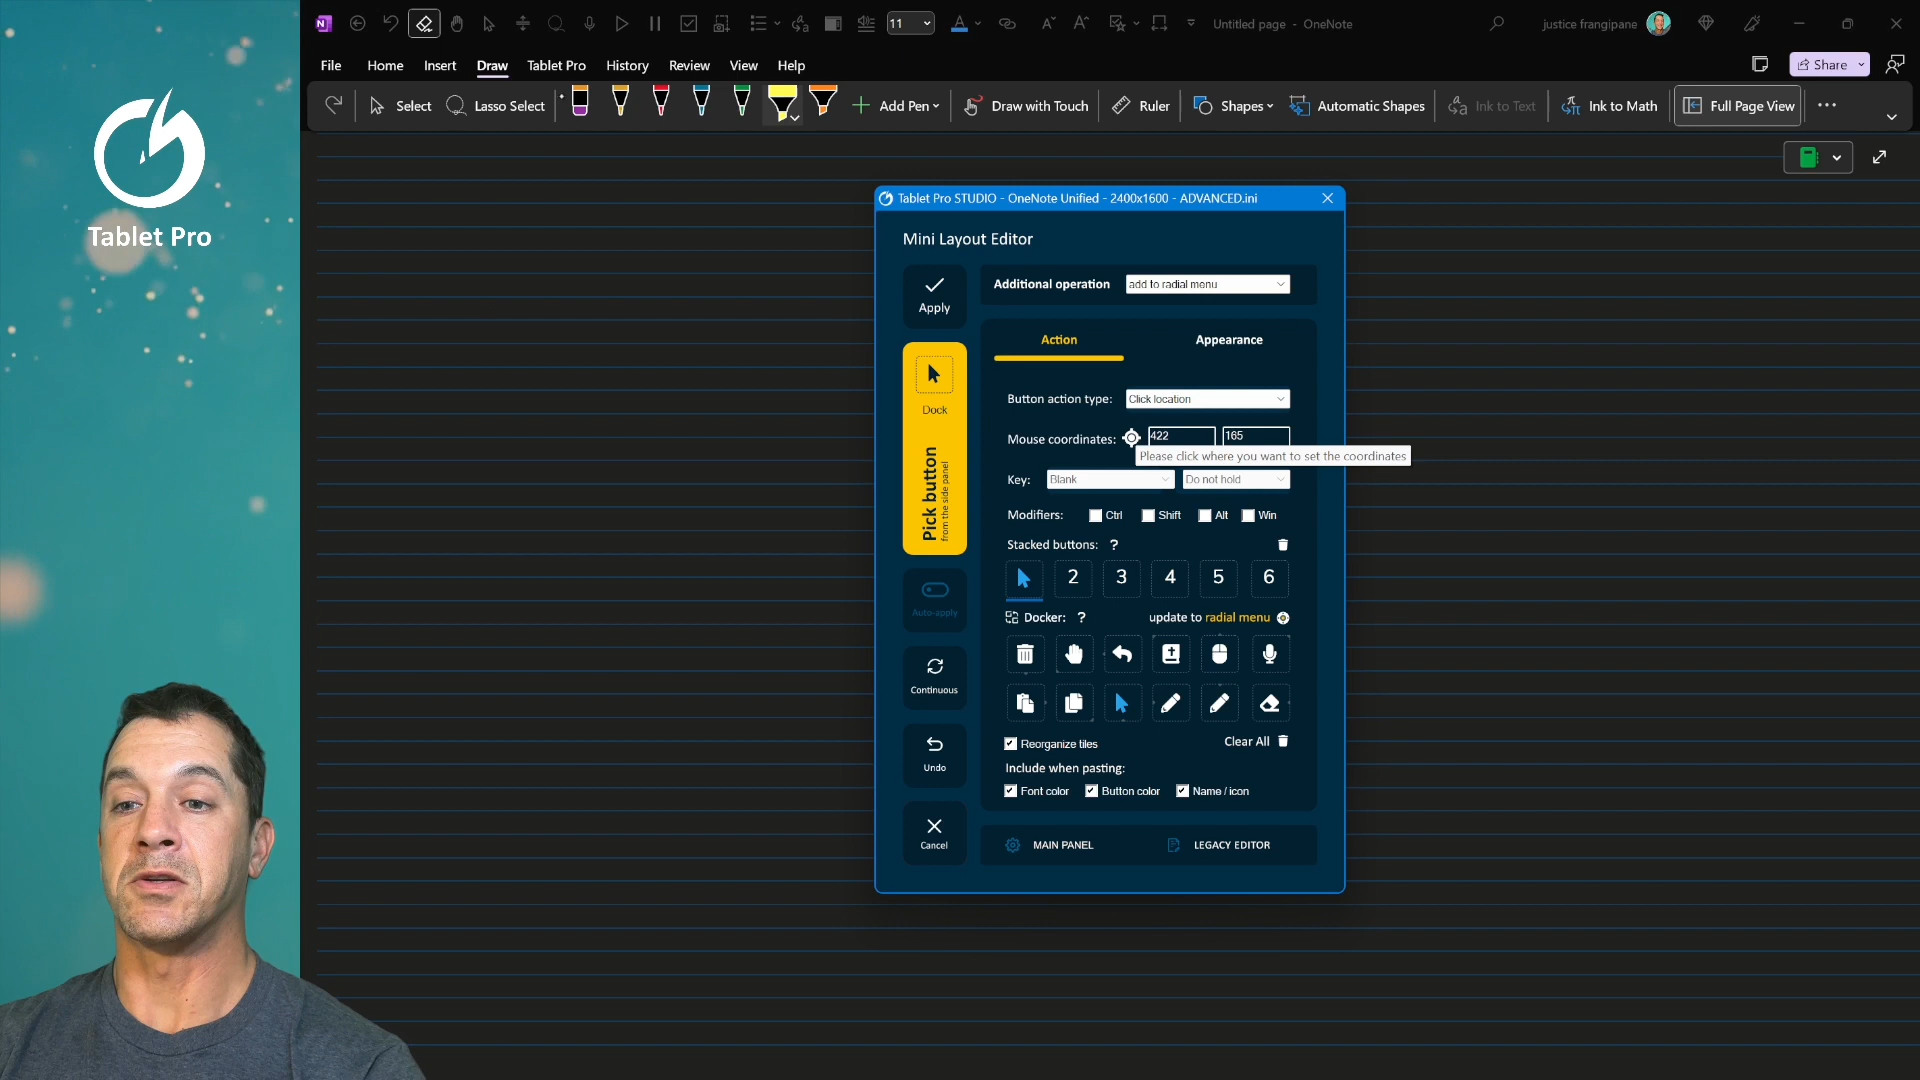 Tablet Pro
11
Untitled page - OneNote
justice frangipane
File
Home
Insert
Draw
Tablet Pro
History
Review
View
Help
Share
Select
Lasso Select
Add Pen
Draw with Touch
Ruler
Shapes
Automatic Shapes
Ink to Text
Ink to Math
Full Page View
Tablet Pro STUDIO - OneNote Unified - 2400x1600 - ADVANCED.ini
Mini Layout Editor
Apply
Additional operation
add to radial menu
Action
Appearance
Dock
Pick button
from the side panel
Button action type:
Click location
Mouse coordinates:
422
165
Please click where you want to set the coordinates
Key:
Blank
Do not hold
Modifiers:
Ctrl
Shift
Alt
Win
Stacked buttons: ?
2
3
4
5
6
Auto-apply
Docker: ?
update to radial menu
Continuous
Undo
Reorganize tiles
Clear All
Include when pasting:
Font color
Button color
Name / icon
Cancel
MAIN PANEL
LEGACY EDITOR